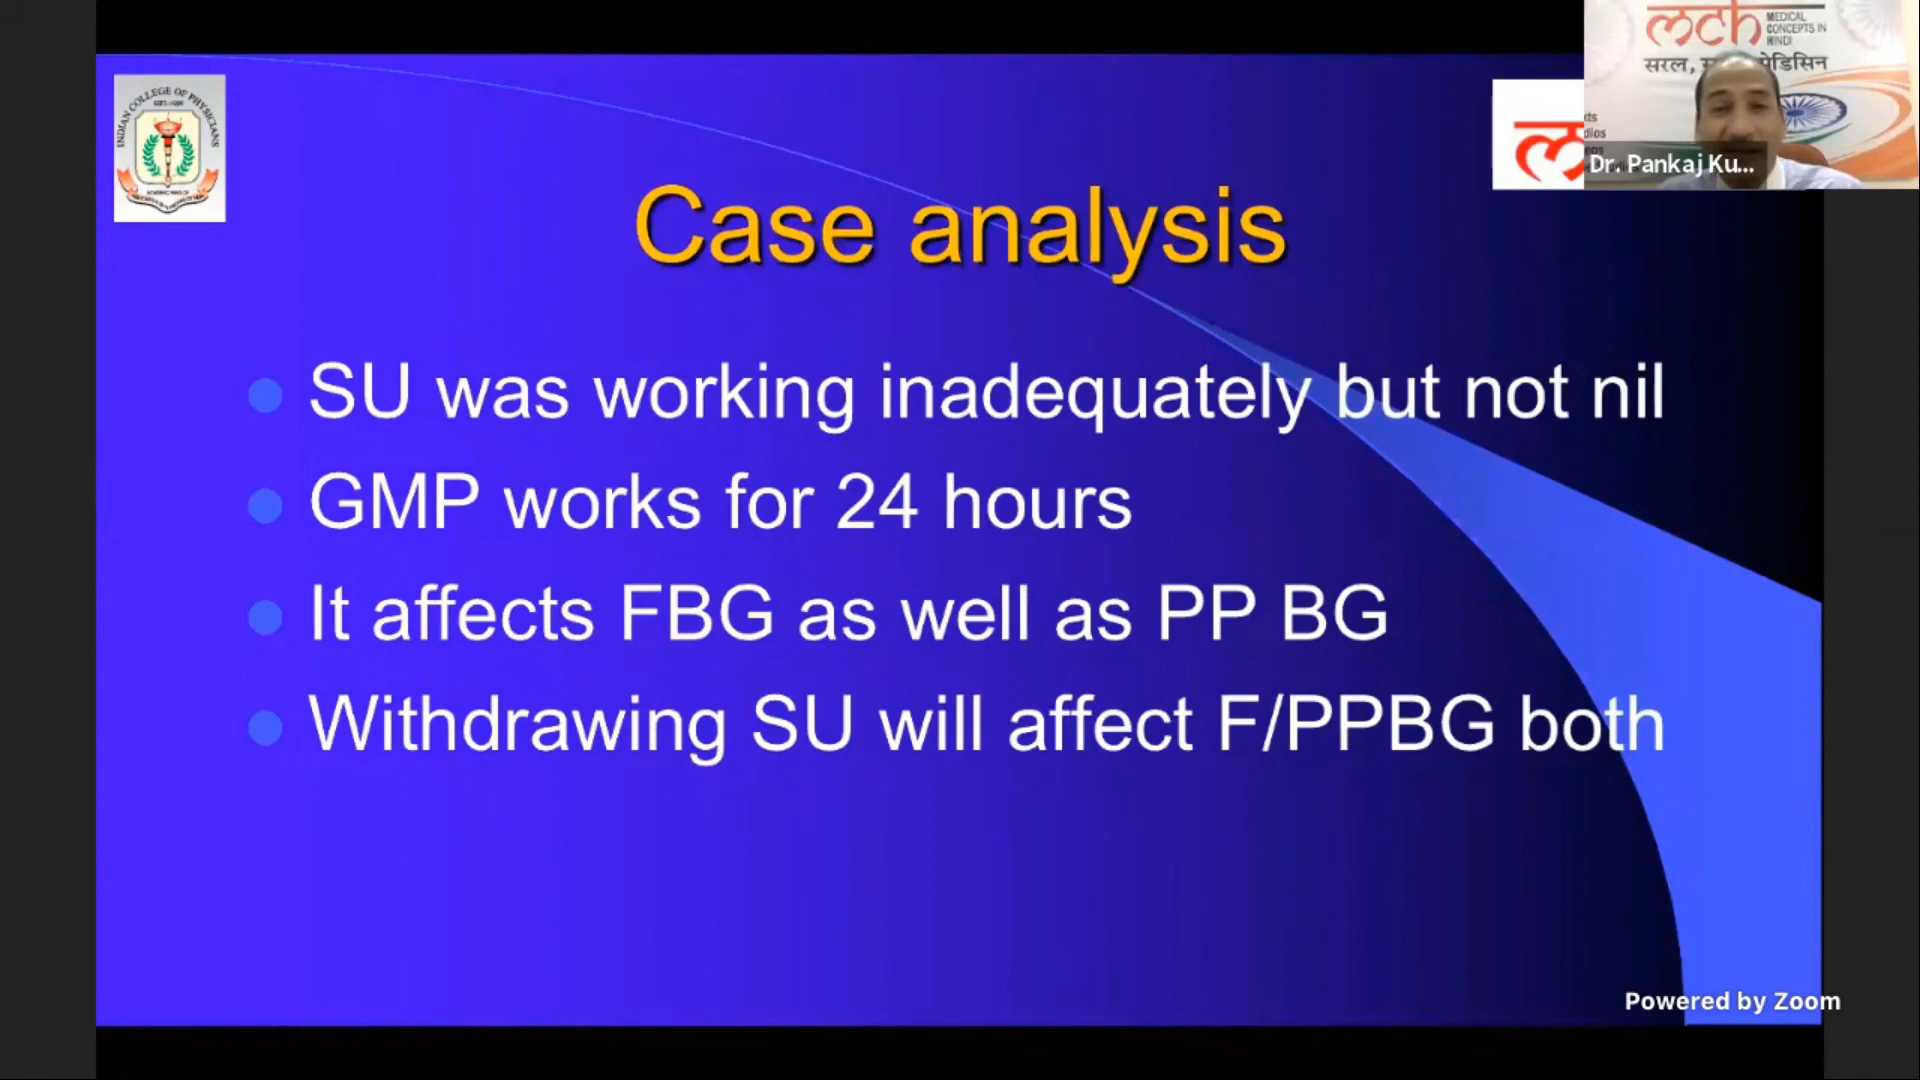 INDIAN COLLEGE OF PHYSICIANS
mch
MEDICAL
CONCEPTS IN
HINDI
सरल,
Dr. Pankaj Ku...
Case analysis
SU was working inadequately but not nil
GMP works for 24 hours
It affects FBG as well as PP BG
Withdrawing SU will affect F/PPBG both
Powered by Zoom